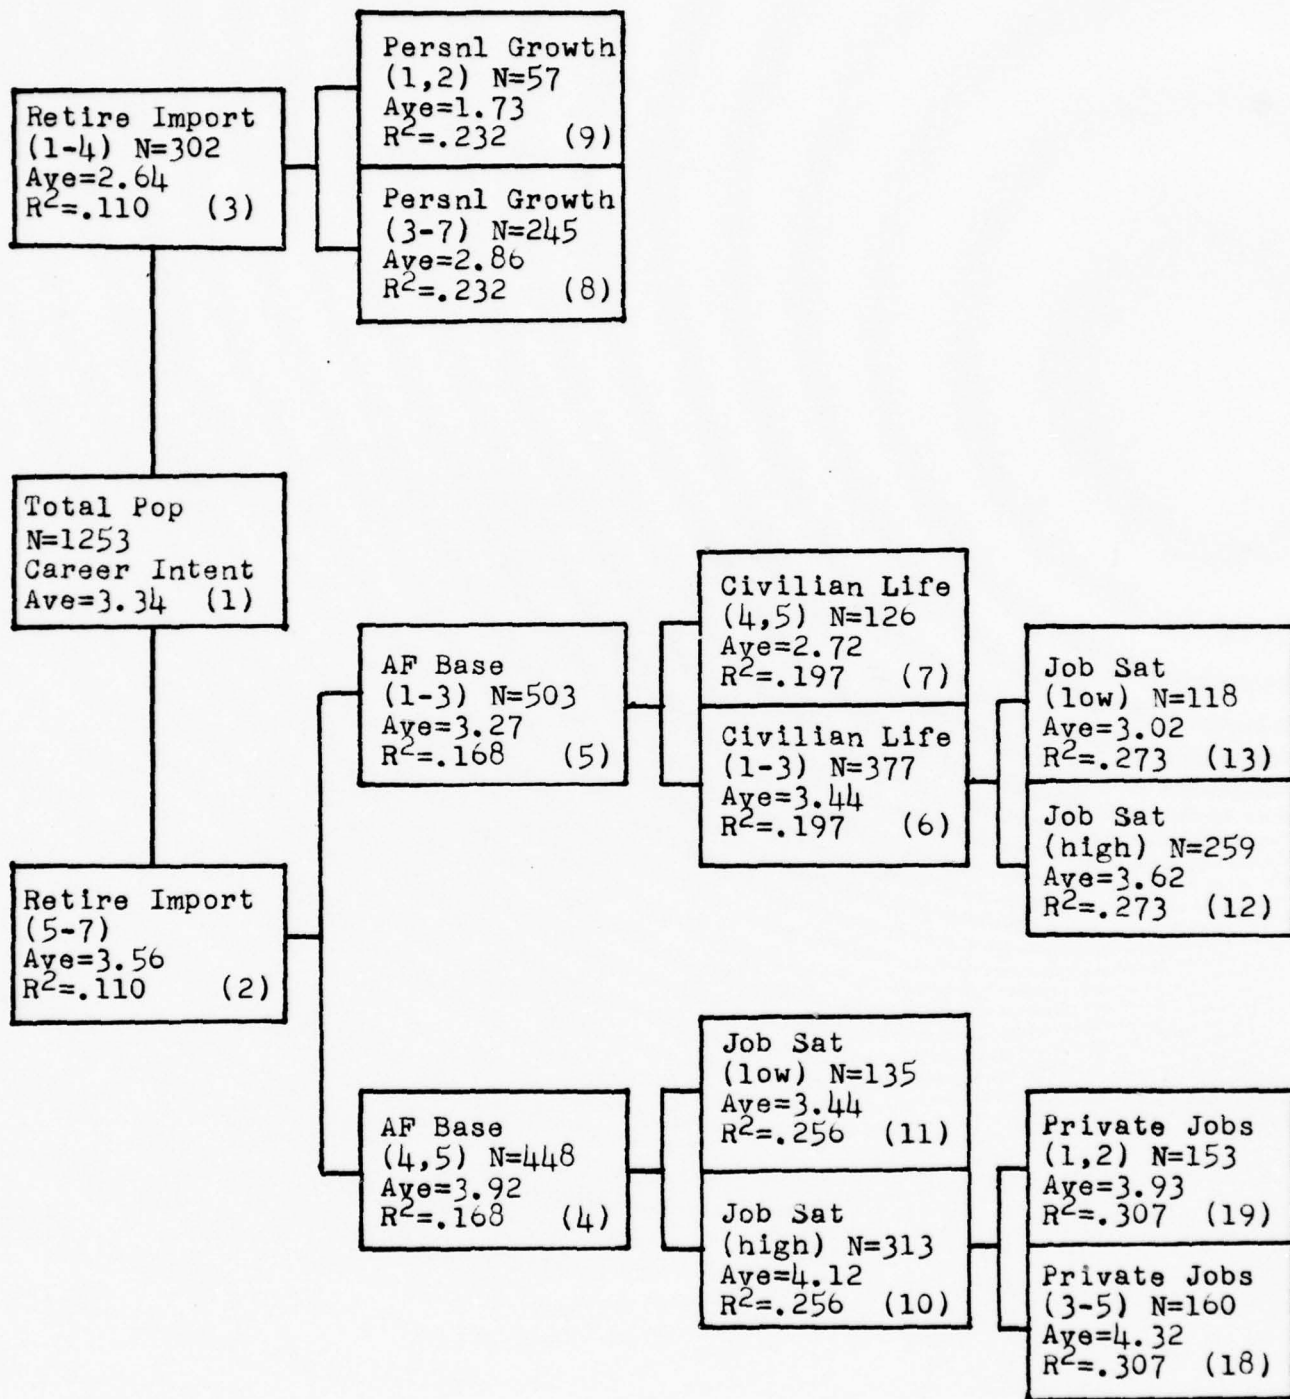 Persnl Growth
(1,2) N=57
Ave=1.73
R²=.232 (9)
Retire Import
(1-4) N=302
Ave=2.64
R²=.110 (3)
Persnl Growth
(3-7) N=245
Ave=2.86
R²=.232 (8)
Total Pop
N=1253
Career Intent
Ave=3.34 (1)
Civilian Life
(4,5) N=126
Ave=2.72
R²=.197 (7)
AF Base
(1-3) N=503
Ave=3.27
R²=.168 (5)
Job Sat
(low) N=118
Ave=3.02
R²=.273 (13)
Civilian Life
(1-3) N=377
Ave=3.44
R²=.197 (6)
Job Sat
(high) N=259
Ave=3.62
R²=.273 (12)
Retire Import
(5-7)
Ave=3.56
R²=.110 (2)
Job Sat
(low) N=135
Ave=3.44
R²=.256 (11)
AF Base
(4,5) N=448
Ave=3.92
R²=.168 (4)
Private Jobs
(1,2) N=153
Ave=3.93
R²=.307 (19)
Job Sat
(high) N=313
Ave=4.12
R²=.256 (10)
Private Jobs
(3-5) N=160
Ave=4.32
R²=.307 (18)